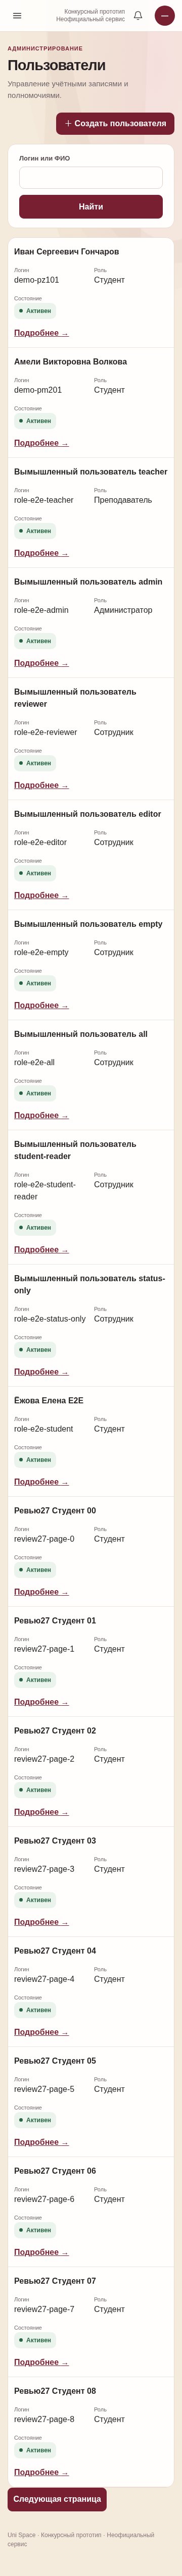 Конкурсный прототип
Неофициальный сервис
АДМИНИСТРИРОВАНИЕ
Пользователи
Управление учётными записями и
полномочиями.
Создать пользователя
Логин или ФИО
Найти
Иван Сергеевич Гончаров
Логин Роль
demo-pz101 Студент
Состояние
Активен
Подробнее →
Амели Викторовна Волкова
Логин Роль
demo-pm201 Студент
Состояние
Активен
Подробнее →
Вымышленный пользователь teacher
Логин Роль
role-e2e-teacher Преподаватель
Состояние
Активен
Подробнее →
Вымышленный пользователь admin
Логин Роль
role-e2e-admin Администратор
Состояние
Активен
Подробнее →
Вымышленный пользователь
reviewer
Логин Роль
role-e2e-reviewer Сотрудник
Состояние
Активен
Подробнее →
Вымышленный пользователь editor
Логин Роль
role-e2e-editor Сотрудник
Состояние
Активен
Подробнее →
Вымышленный пользователь empty
Логин Роль
role-e2e-empty Сотрудник
Состояние
Активен
Подробнее →
Вымышленный пользователь all
Логин Роль
role-e2e-all Сотрудник
Состояние
Активен
Подробнее →
Вымышленный пользователь
student-reader
Логин Роль
role-e2e-student- Сотрудник
reader
Состояние
Активен
Подробнее →
Вымышленный пользователь status-
only
Логин Роль
role-e2e-status-only Сотрудник
Состояние
Активен
Подробнее →
Ёжова Елена E2E
Логин Роль
role-e2e-student Студент
Состояние
Активен
Подробнее →
Ревью27 Студент 00
Логин Роль
review27-page-0 Студент
Состояние
Активен
Подробнее →
Ревью27 Студент 01
Логин Роль
review27-page-1 Студент
Состояние
Активен
Подробнее →
Ревью27 Студент 02
Логин Роль
review27-page-2 Студент
Состояние
Активен
Подробнее →
Ревью27 Студент 03
Логин Роль
review27-page-3 Студент
Состояние
Активен
Подробнее →
Ревью27 Студент 04
Логин Роль
review27-page-4 Студент
Состояние
Активен
Подробнее →
Ревью27 Студент 05
Логин Роль
review27-page-5 Студент
Состояние
Активен
Подробнее →
Ревью27 Студент 06
Логин Роль
review27-page-6 Студент
Состояние
Активен
Подробнее →
Ревью27 Студент 07
Логин Роль
review27-page-7 Студент
Состояние
Активен
Подробнее →
Ревью27 Студент 08
Логин Роль
review27-page-8 Студент
Состояние
Активен
Подробнее →
Следующая страница
Uni Space · Конкурсный прототип · Неофициальный
сервис